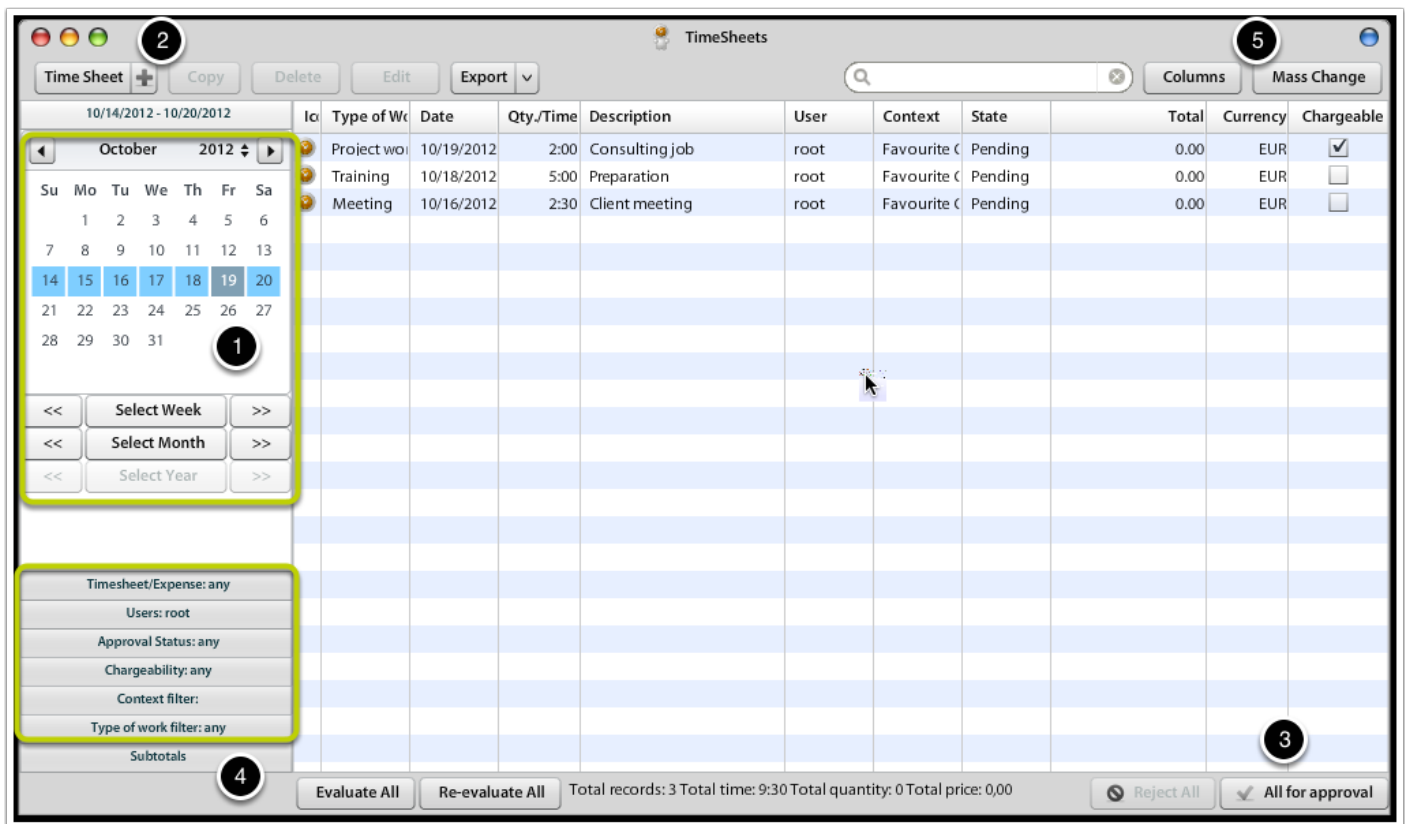 2
TimeSheets
5
Time Sheet
Copy
Delete
Edit
Export
Columns
Mass Change
10/14/2012 - 10/20/2012
Type of Wo Date Qty./Time Description User Context State Total Currency Chargeable
October 2012
Project wor 10/19/2012 2:00 Consulting job root Favourite Pending 0.00 EUR
Training 10/18/2012 5:00 Preparation root Favourite Pending 0.00 EUR
Meeting 10/16/2012 2:30 Client meeting root Favourite Pending 0.00 EUR
Su Mo Tu We Th Fr Sa
1 2 3 4 5 6
7 8 9 10 11 12 13
14 15 16 17 18 19 20
21 22 23 24 25 26 27
28 29 30 31
1
<< Select Week >>
<< Select Month >>
<< Select Year >>
Timesheet/Expense: any
Users: root
Approval Status: any
Chargeability: any
Context filter:
Type of work filter: any
Subtotals
3
4
Evaluate All
Re-evaluate All
Total records: 3 Total time: 9:30 Total quantity: 0 Total price: 0,00
Reject All
All for approval